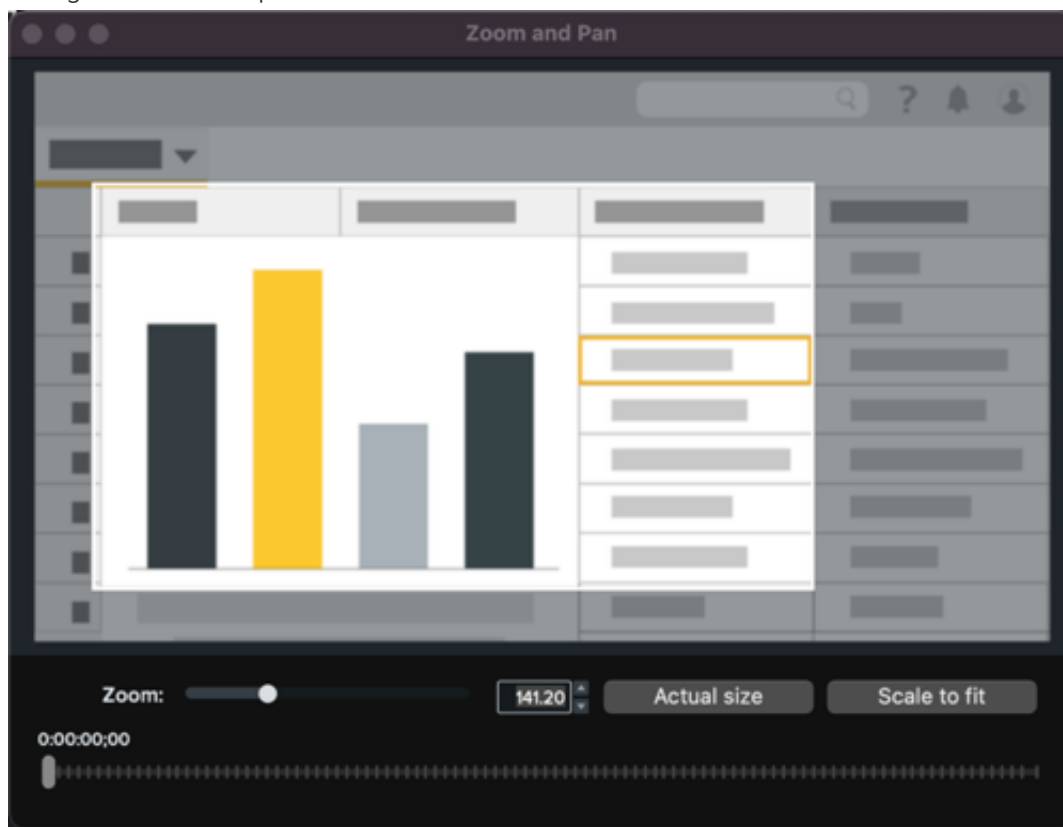 Zoom and Pan
?
Zoom:
141.20
Actual size
Scale to fit
0:00:00;00